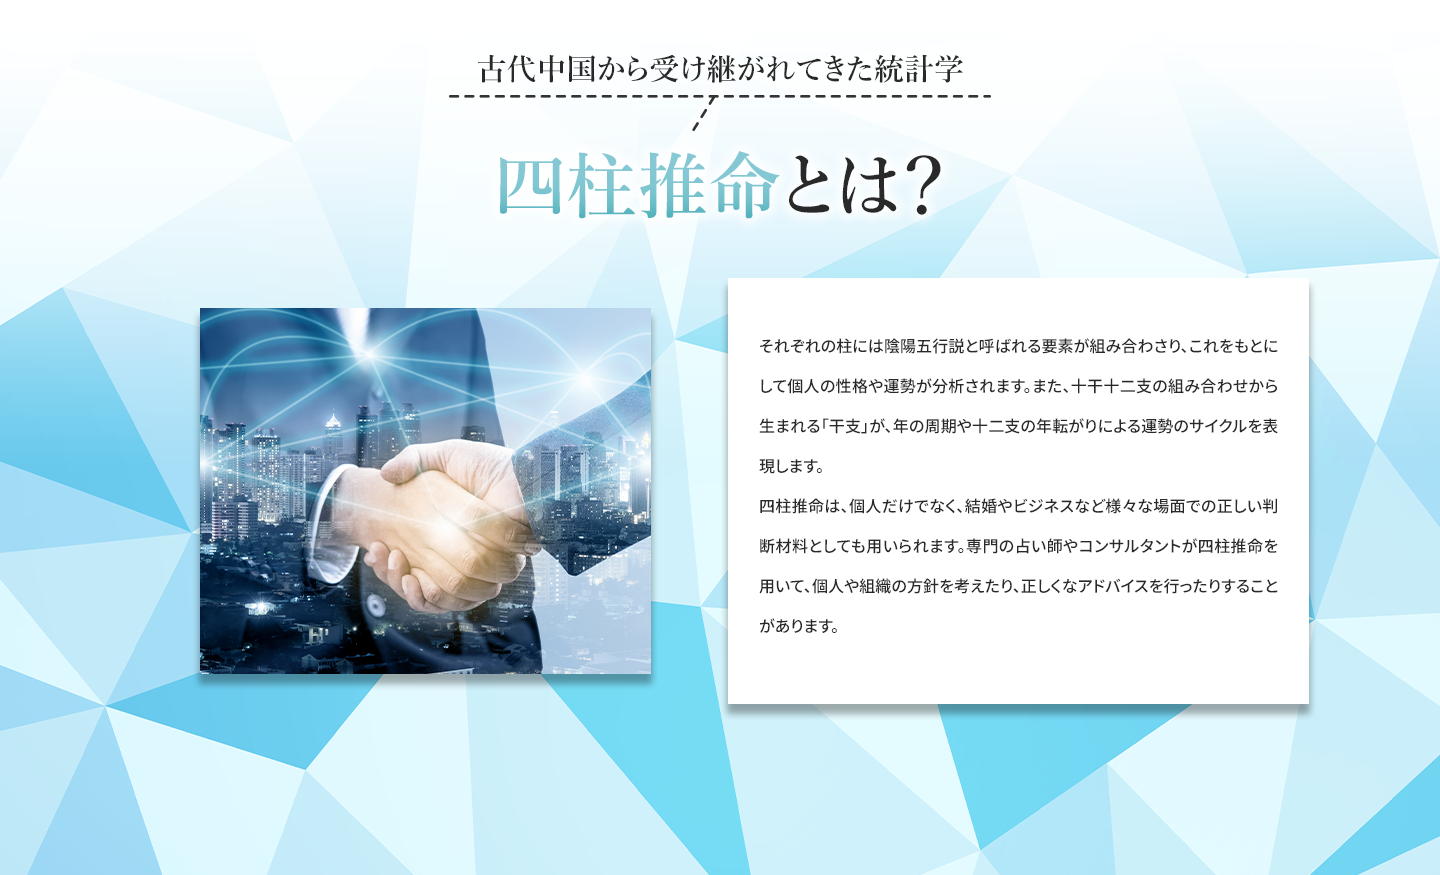 古代中国から受け継がれてきた統計学
四柱推命とは?
それぞれの柱には陰陽五行説と呼ばれる要素が組み合わさり、これをもとに
して個人の性格や運勢が分析されます。また、十干十二支の組み合わせから
生まれる「干支」が、年の周期や十二支の年転がりによる運勢のサイクルを表
現します。
四柱推命は、個人だけでなく、結婚やビジネスなど様々な場面での正しい判
断材料としても用いられます。専門の占い師やコンサルタントが四柱推命を
用いて、個人や組織の方針を考えたり、正しくなアドバイスを行ったりすること
があります。